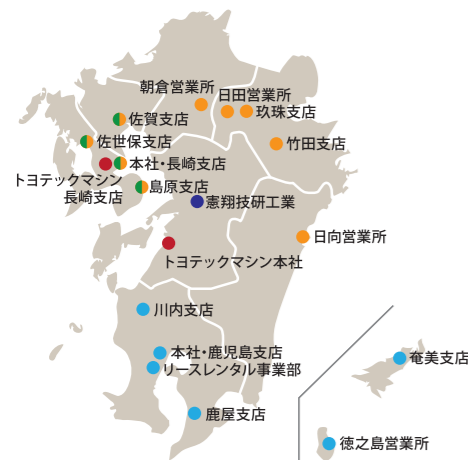 朝倉営業所
日田営業所
玖珠支店
佐賀支店
竹田支店
佐世保支店
本社・長崎支店
トヨテックマシン
長崎支店
島原支店
憲翔技研工業
日向営業所
トヨテックマシン本社
川内支店
本社・鹿児島支店
リースレンタル事業部
奄美支店
鹿屋支店
徳之島営業所